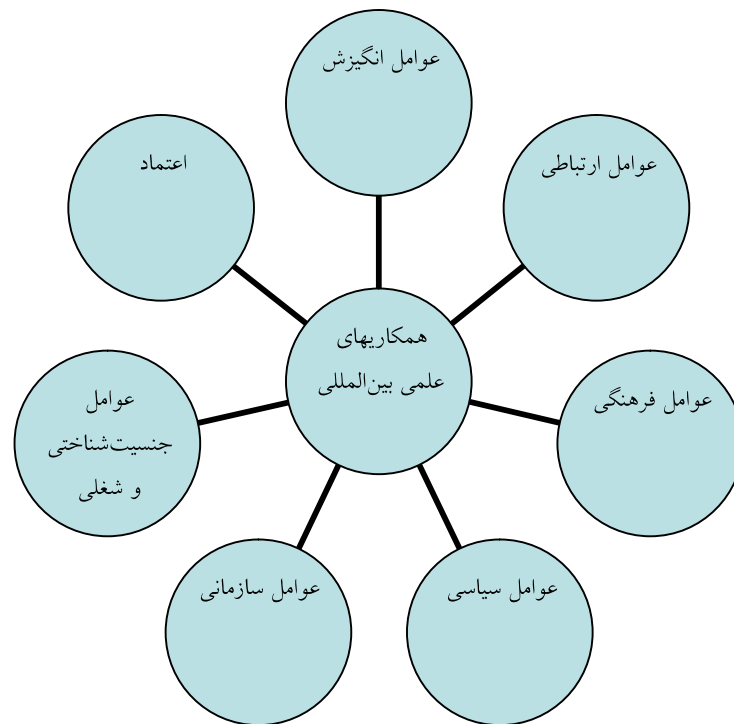 عوامل انگیزش
عوامل ارتباطی
عوامل فرهنگی
عوامل سیاسی
عوامل سازمانی
عوامل
جنسیت‌شناختی
و شغلی
اعتماد
همکاریهای
علمی بین‌المللی